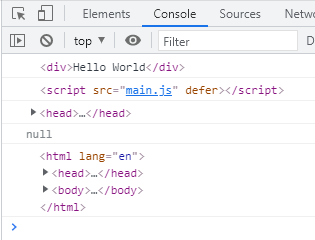 Elements Console Sources Network
top Filter D
<div>Hello World</div>
<script src="main.js" defer></script>
<head>…</head>
null
<html lang="en">
<head>…</head>
<body>…</body>
</html>